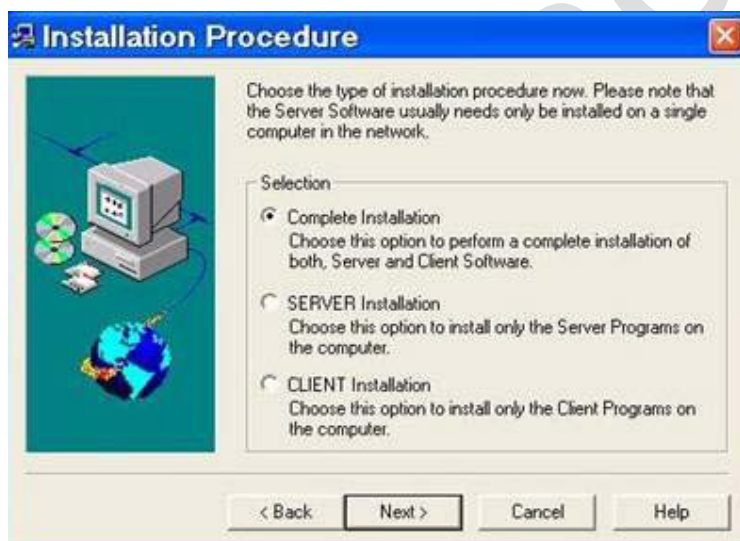 Installation Procedure
Choose the type of installation procedure now. Please note that
the Server Software usually needs only be installed on a single
computer in the network.
Selection
Complete Installation
Choose this option to perform a complete installation of
both, Server and Client Software.
SERVER Installation
Choose this option to install only the Server Programs on
the computer.
CLIENT Installation
Choose this option to install only the Client Programs on
the computer.
< Back
Next >
Cancel
Help